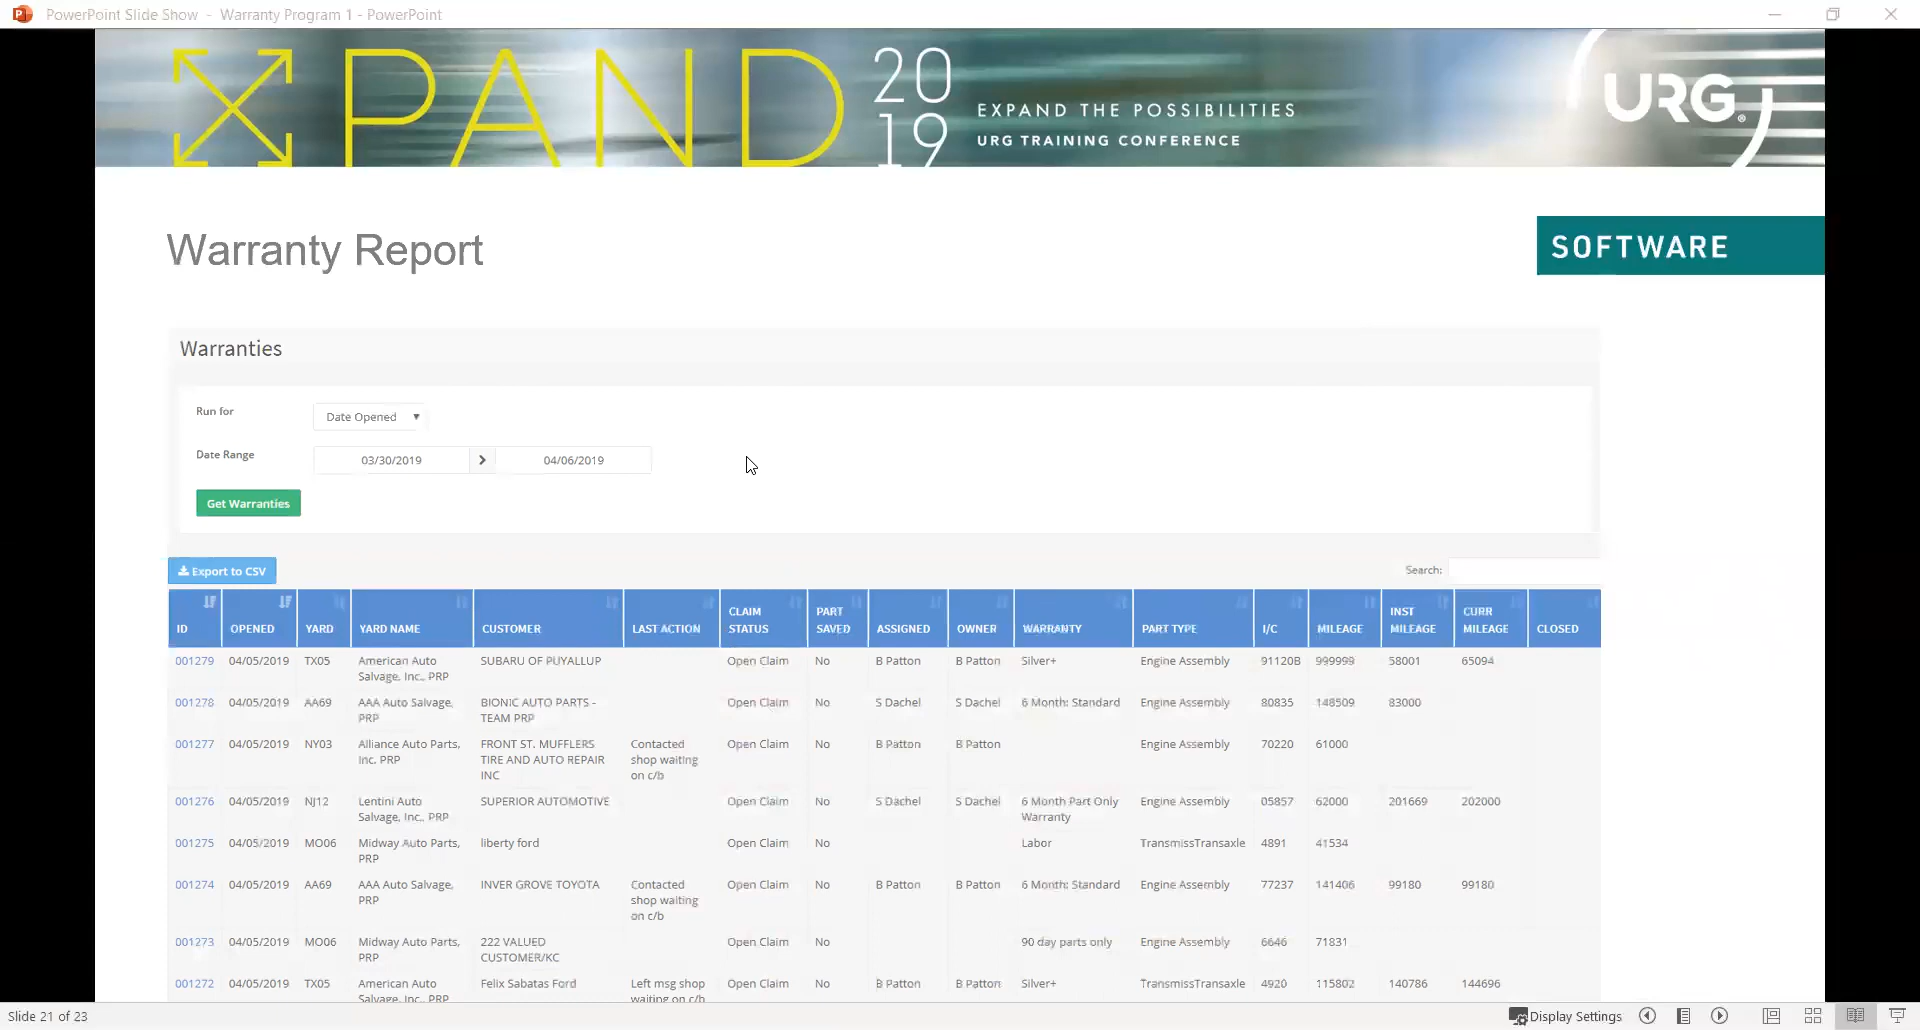 PowerPoint Slide Show - Warranty Program 1 - PowerPoint
XPAND 2019
EXPAND THE POSSIBILITIES
URG TRAINING CONFERENCE
URG®
Warranty Report
SOFTWARE
Warranties
Run for Date Opened
Date Range 03/30/2019 04/06/2019
Get Warranties
Export to CSV Search:
ID OPENED YARD YARD NAME CUSTOMER LAST ACTION CLAIM STATUS PART SAVED ASSIGNED OWNER WARRANTY PART TYPE I/C MILEAGE INST MILEAGE CURR MILEAGE CLOSED
001279 04/05/2019 TX05 American Auto SUBARU OF PUYALLUP Open Claim No B Patton B Patton Silver+ Engine Assembly 91120B 999999 58001 65094
Salvage, Inc., PRP
001278 04/05/2019 AA69 AAA Auto Salvage, BIONIC AUTO PARTS - Open Claim No S Dachel S Dachel 6 Month: Standard Engine Assembly 80835 148509 83000
PRP TEAM PRP
001277 04/05/2019 NY03 Alliance Auto Parts, FRONT ST. MUFFLERS Contacted Open Claim No B Patton B Patton Engine Assembly 70220 61000
Inc. PRP TIRE AND AUTO REPAIR shop waiting
INC on c/b
001276 04/05/2019 NJ12 Lentini Auto SUPERIOR AUTOMOTIVE Open Claim No S Dachel S Dachel 6 Month Part Only Engine Assembly 05857 62000 201669 202000
Salvage, Inc., PRP Warranty
001275 04/05/2019 MO06 Midway Auto Parts, liberty ford Open Claim No Labor TransmissTransaxle 4891 41534
PRP
001274 04/05/2019 AA69 AAA Auto Salvage, INVER GROVE TOYOTA Contacted Open Claim No B Patton B Patton 6 Month: Standard Engine Assembly 77237 141406 99180 99180
PRP shop waiting
on c/b
001273 04/05/2019 MO06 Midway Auto Parts, 222 VALUED Open Claim No 90 day parts only Engine Assembly 6646 71831
PRP CUSTOMER/KC
001272 04/05/2019 TX05 American Auto Felix Sabatas Ford Left msg shop Open Claim No B Patton B Patton Silver+ TransmissTransaxle 4920 115802 140786 144696
Salvage, Inc., PRP waiting on c/b
Slide 21 of 23 Display Settings